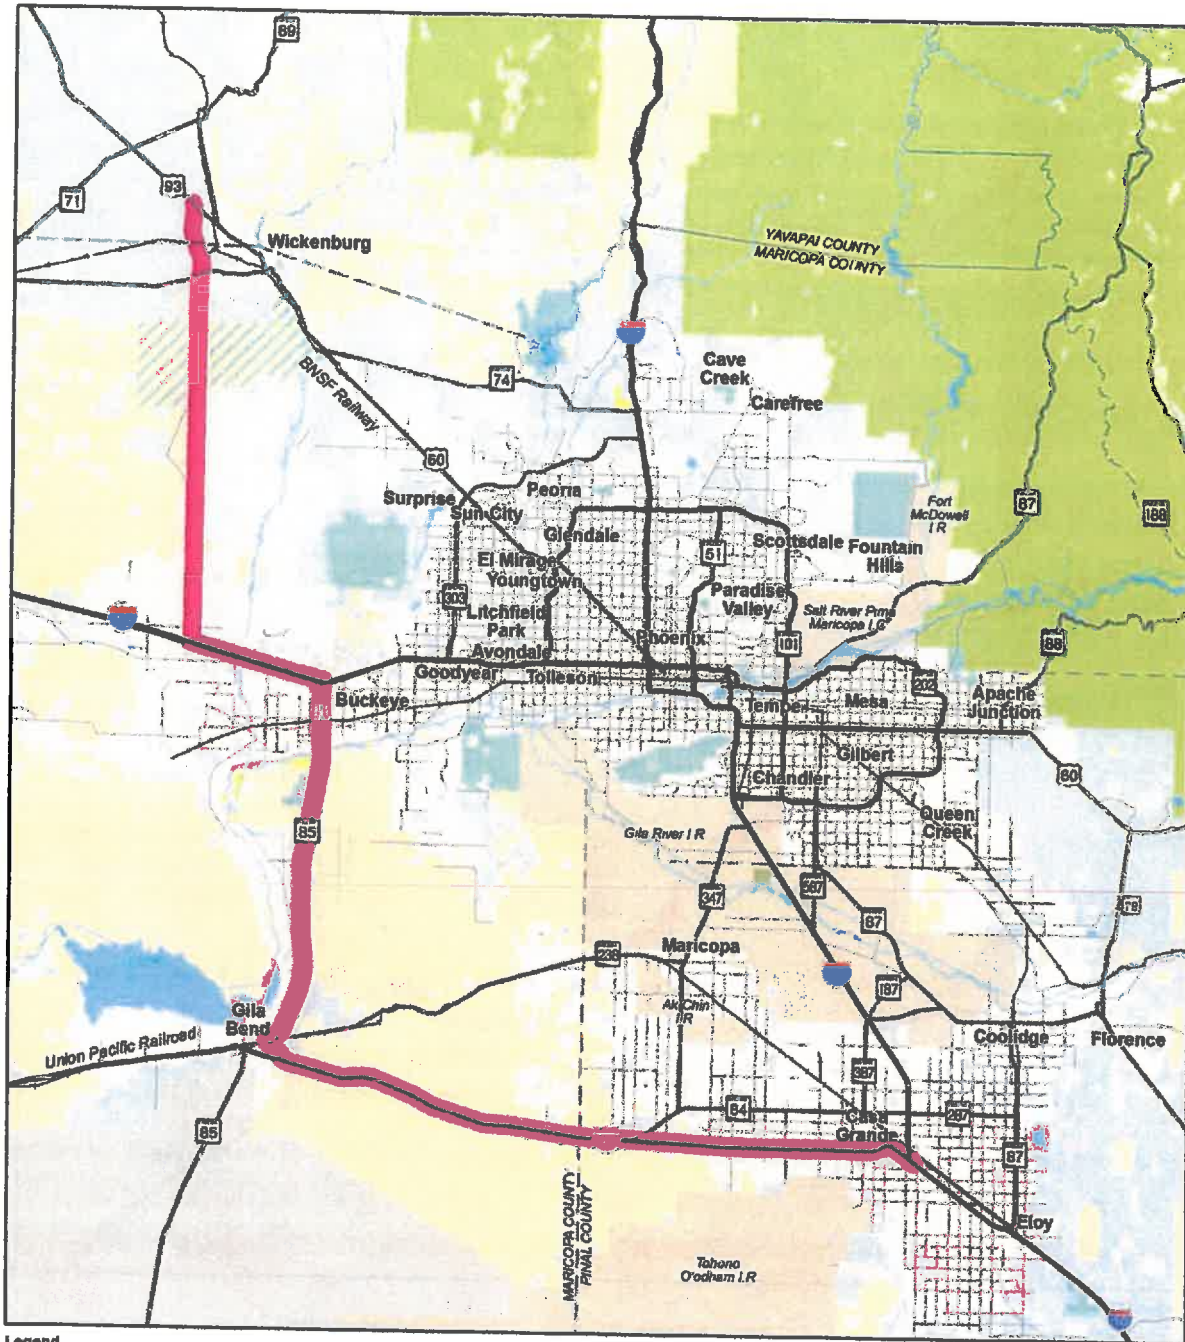 89
93
71
Wickenburg
YAVAPAI COUNTY
MARICOPA COUNTY
Cave
Creek
74
BNSF Railway
Carefree
60
Surprise
Peoria
Sun City
Fort
McDowell
I R
87
188
Glendale
51
Scottsdale
Fountain
Hills
El Mirage
Youngtown
Paradise
Valley
303
Litchfield
Park
Salt River Pima
Maricopa I C
Phoenix
101
88
Avondale
Goodyear
Tolleson
Buckeye
Tempe
Mesa
202
Apache
Junction
Gilbert
Chandler
60
85
Queen
Creek
Gila River I R
347
587
87
79
Maricopa
238
187
Gila
Bend
Ak Chin
I R
Union Pacific Railroad
Coolidge
Florence
387
84
Casa
Grande
287
85
87
MARICOPA COUNTY
PINAL COUNTY
Eloy
Tohono
O'odham I.R
Legend